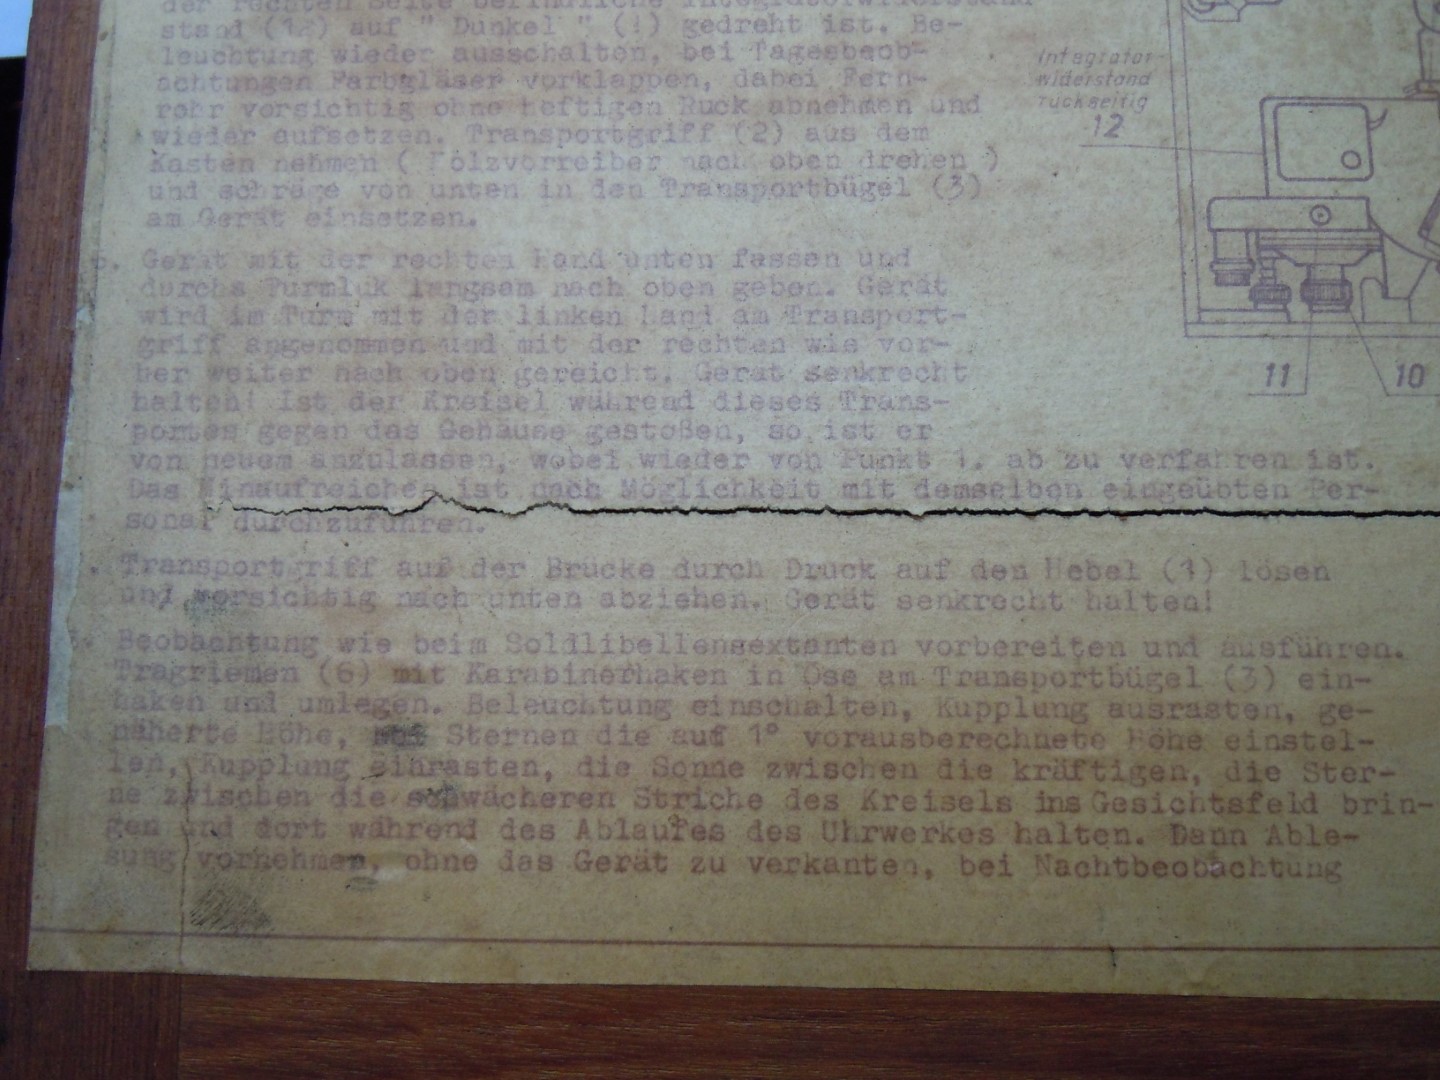 der rechten Seite befindliche Integratorwiderstand
stand (12) auf " Dunkel " (1) gedreht ist. Be-
leuchtung wieder ausschalten, bei Tagesbeob-
achtungen Farbgläser vorklappen, dabei Fern-
rohr vorsichtig ohne heftigen Ruck abnehmen und
wieder aufsetzen. Transportgriff (2) aus dem
Kasten nehmen ( Holzvorreiber nach oben drehen )
und schräge von unten in den Transportbügel (3)
am Gerät einsetzen.
Gerät mit der rechten Hand unten fassen und
durchs Turmluk langsam nach oben geben. Gerät
wird im Turm mit der linken Hand am Transport-
griff angenommen und mit der rechten wie vor-
her weiter nach oben gereicht. Gerät senkrecht
halten! Ist der Kreisel während dieses Trans-
portes gegen das Gehäuse gestoßen, so ist er
von neuem anzulassen, wobei wieder von Punkt 1. ab zu verfahren ist.
Das Hinaufreichen ist nach Möglichkeit mit demselben eingeübten Per-
sonal durchzuführen.
Transportgriff auf der Brücke durch Druck auf den Hebel (4) lösen
und vorsichtig nach unten abziehen. Gerät senkrecht halten!
Beobachtung wie beim Soldlibellensextanten vorbereiten und ausführen.
Tragriemen (6) mit Karabinerhaken in Öse am Transportbügel (3) ein-
haken und umlegen. Beleuchtung einschalten, Kupplung ausrasten, ge-
näherte Höhe, Sternen die auf 1° vorausberechnete Höhe einstel-
len, Kupplung einrasten, die Sonne zwischen die kräftigen, die Ster-
ne zwischen die schwächeren Striche des Kreisels ins Gesichtsfeld brin-
gen und dort während des Ablaufes des Uhrwerkes halten. Dann Able-
sung vornehmen, ohne das Gerät zu verkanten, bei Nachtbeobachtung
Integrator-
widerstand
rückseitig
12
11
10